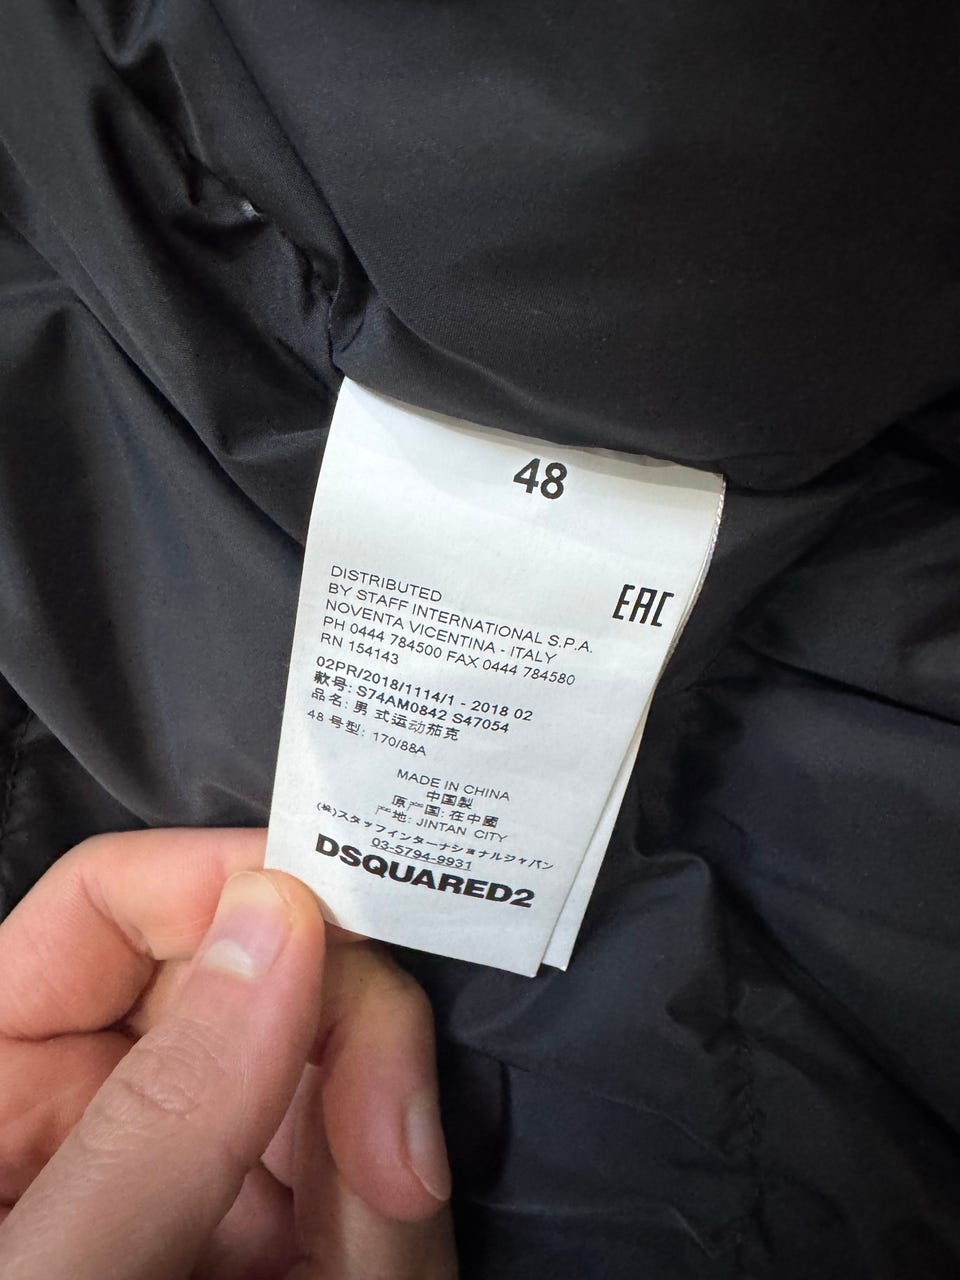 48
EAC
DISTRIBUTED
BY STAFF INTERNATIONAL S.P.A.
NOVENTA VICENTINA - ITALY
PH 0444 784500 FAX 0444 784580
RN 154143
02PR/2018/1114/1 - 2018 02
款号: S74AM0842 S47054
品名: 男 式运动茄克
48 号型: 170/88A
MADE IN CHINA
中国製
原产国: 在中國
产地: JINTAN CITY
(株)スタッフインターナショナルジャパン
03-5794-9931
DSQUARED2